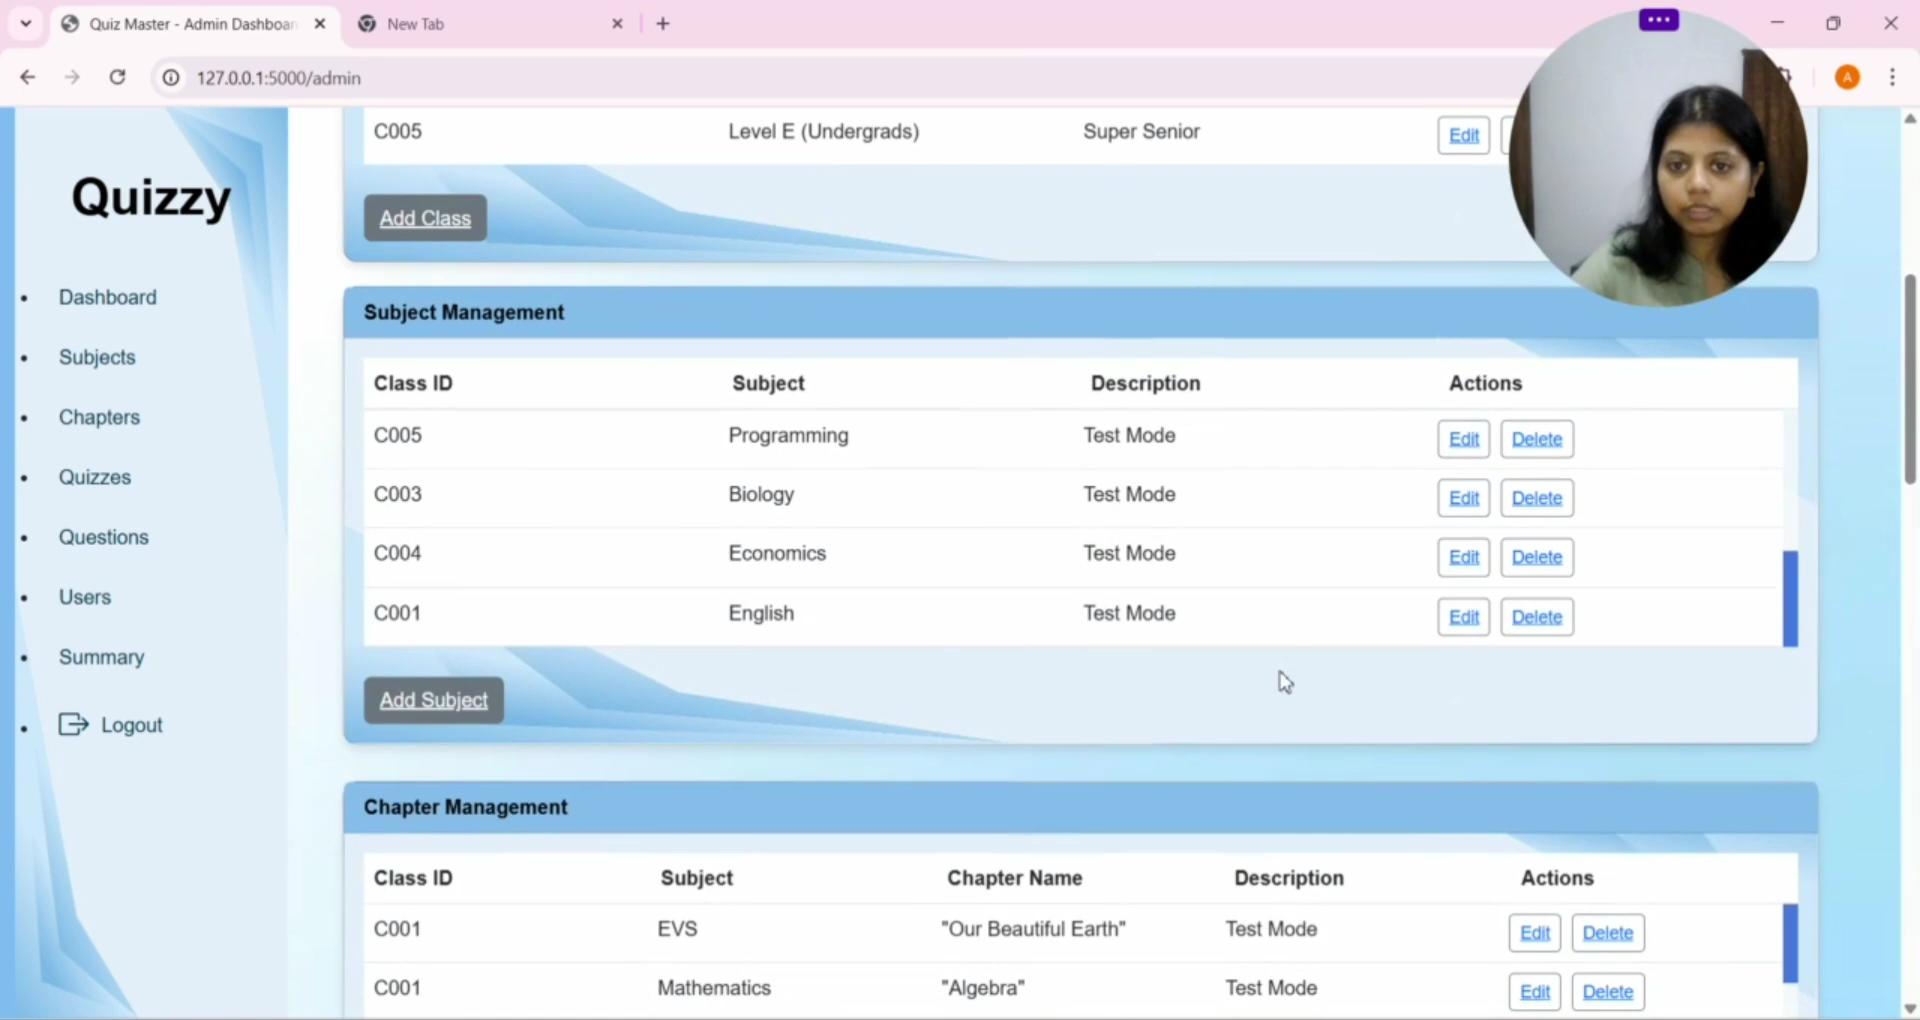 Quiz Master - Admin Dashboar
New Tab
127.0.0.1:5000/admin
A
Quizzy
Dashboard
Subjects
Chapters
Quizzes
Questions
Users
Summary
Logout
C005 Level E (Undergrads) Super Senior Edit
Add Class
Subject Management
Class ID Subject Description Actions
C005 Programming Test Mode Edit Delete
C003 Biology Test Mode Edit Delete
C004 Economics Test Mode Edit Delete
C001 English Test Mode Edit Delete
Add Subject
Chapter Management
Class ID Subject Chapter Name Description Actions
C001 EVS "Our Beautiful Earth" Test Mode Edit Delete
C001 Mathematics "Algebra" Test Mode Edit Delete